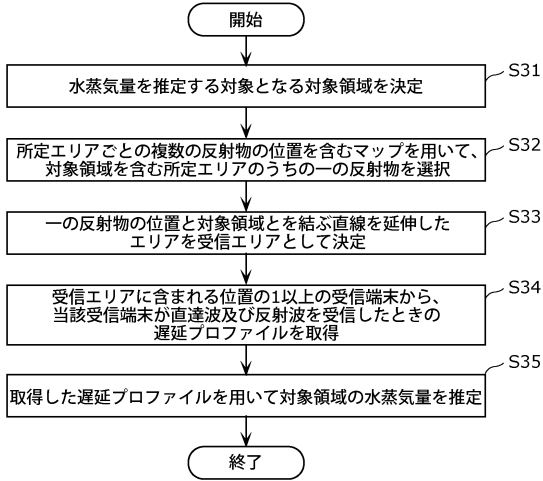 開始
S31
水蒸気量を推定する対象となる対象領域を決定
S32
所定エリアごとの複数の反射物の位置を含むマップを用いて、
対象領域を含む所定エリアのうちの一の反射物を選択
S33
一の反射物の位置と対象領域とを結ぶ直線を延伸した
エリアを受信エリアとして決定
S34
受信エリアに含まれる位置の1以上の受信端末から、
当該受信端末が直達波及び反射波を受信したときの
遅延プロファイルを取得
S35
取得した遅延プロファイルを用いて対象領域の水蒸気量を推定
終了